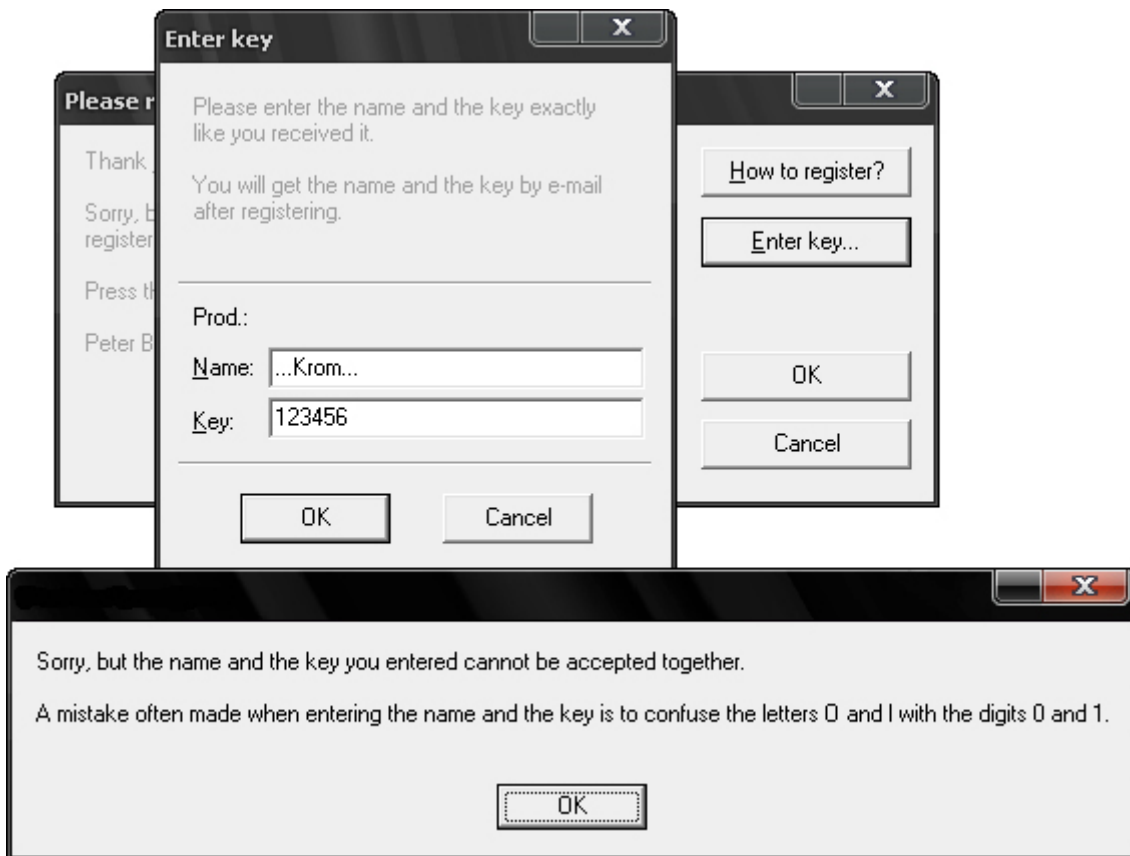 Enter key
Please enter the name and the key exactly
like you received it.
You will get the name and the key by e-mail
after registering.
Prod.:
Name: ...Krom...
Key: 123456
OK Cancel
Please r
Thank
Sorry, b
register
Press th
Peter B
How to register?
Enter key...
OK
Cancel
Sorry, but the name and the key you entered cannot be accepted together.
A mistake often made when entering the name and the key is to confuse the letters O and I with the digits 0 and 1.
OK